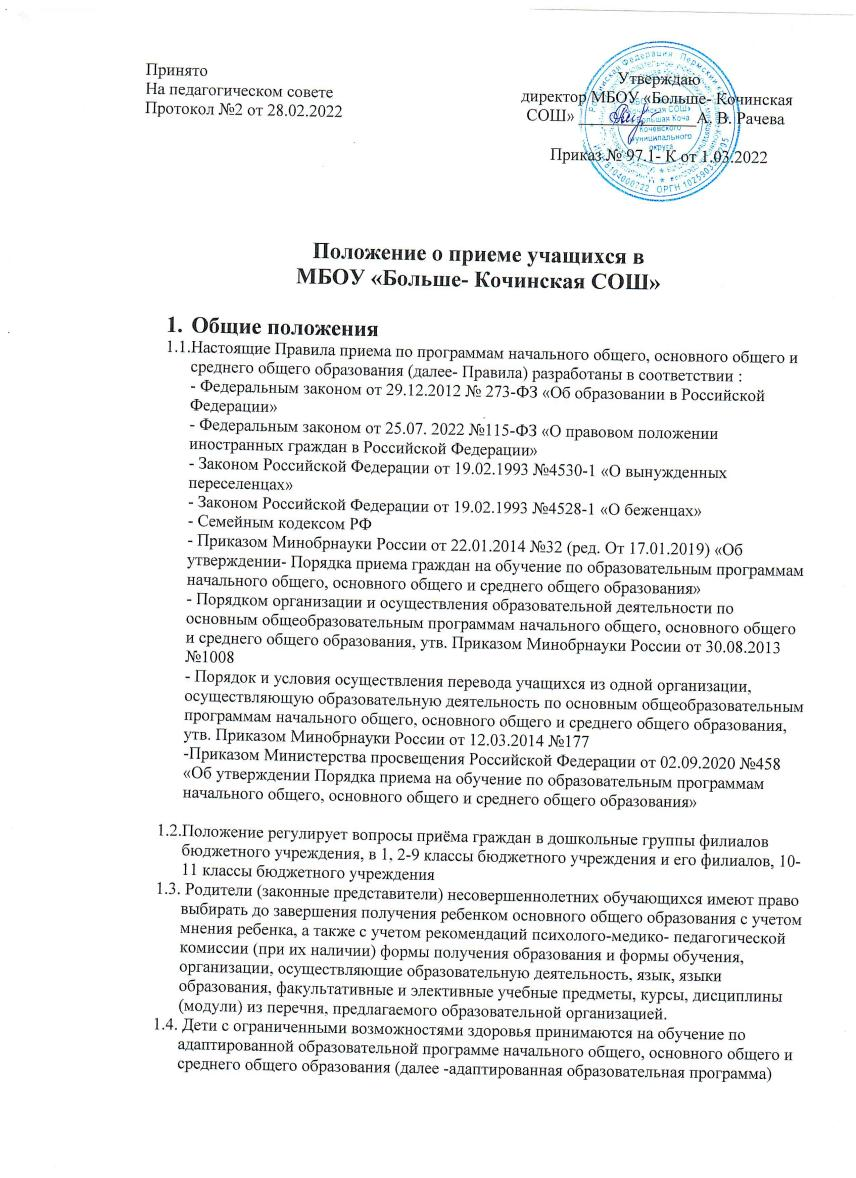 Принято
На педагогическом совете
Протокол №2 от 28.02.2022
Утверждаю
директор МБОУ «Больше- Кочинская
СОШ» А. В. Рачева
Приказ № 97.1- К от 1.03.2022
Положение о приеме учащихся в
МБОУ «Больше- Кочинская СОШ»
1. Общие положения
1.1.Настоящие Правила приема по программам начального общего, основного общего и
среднего общего образования (далее- Правила) разработаны в соответствии :
- Федеральным законом от 29.12.2012 № 273-ФЗ «Об образовании в Российской
Федерации»
- Федеральным законом от 25.07. 2022 №115-ФЗ «О правовом положении
иностранных граждан в Российской Федерации»
- Законом Российской Федерации от 19.02.1993 №4530-1 «О вынужденных
переселенцах»
- Законом Российской Федерации от 19.02.1993 №4528-1 «О беженцах»
- Семейным кодексом РФ
- Приказом Минобрнауки России от 22.01.2014 №32 (ред. От 17.01.2019) «Об
утверждении- Порядка приема граждан на обучение по образовательным программам
начального общего, основного общего и среднего общего образования»
- Порядком организации и осуществления образовательной деятельности по
основным общеобразовательным программам начального общего, основного общего
и среднего общего образования, утв. Приказом Минобрнауки России от 30.08.2013
№1008
- Порядок и условия осуществления перевода учащихся из одной организации,
осуществляющую образовательную деятельность по основным общеобразовательным
программам начального общего, основного общего и среднего общего образования,
утв. Приказом Минобрнауки России от 12.03.2014 №177
-Приказом Министерства просвещения Российской Федерации от 02.09.2020 №458
«Об утверждении Порядка приема на обучение по образовательным программам
начального общего, основного общего и среднего общего образования»
1.2.Положение регулирует вопросы приёма граждан в дошкольные группы филиалов
бюджетного учреждения, в 1, 2-9 классы бюджетного учреждения и его филиалов, 10-
11 классы бюджетного учреждения
1.3. Родители (законные представители) несовершеннолетних обучающихся имеют право
выбирать до завершения получения ребенком основного общего образования с учетом
мнения ребенка, а также с учетом рекомендаций психолого-медико- педагогической
комиссии (при их наличии) формы получения образования и формы обучения,
организации, осуществляющие образовательную деятельность, язык, языки
образования, факультативные и элективные учебные предметы, курсы, дисциплины
(модули) из перечня, предлагаемого образовательной организацией.
1.4. Дети с ограниченными возможностями здоровья принимаются на обучение по
адаптированной образовательной программе начального общего, основного общего и
среднего общего образования (далее -адаптированная образовательная программа)